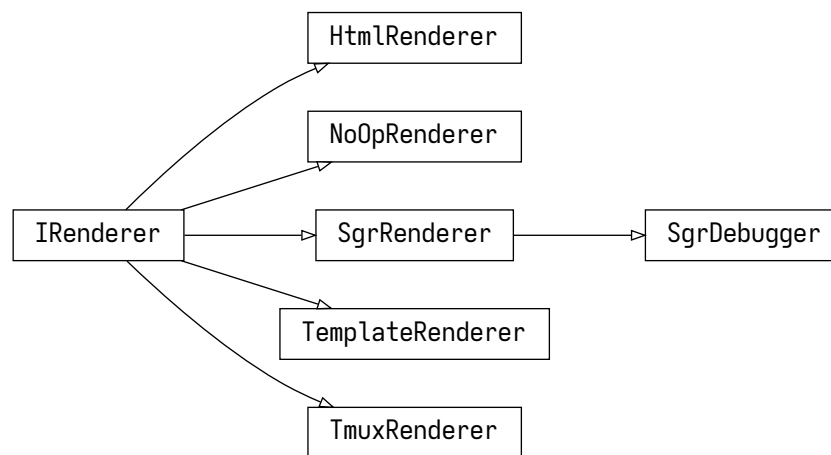 HtmlRenderer
NoOpRenderer
IRenderer
SgrRenderer
SgrDebugger
TemplateRenderer
TmuxRenderer